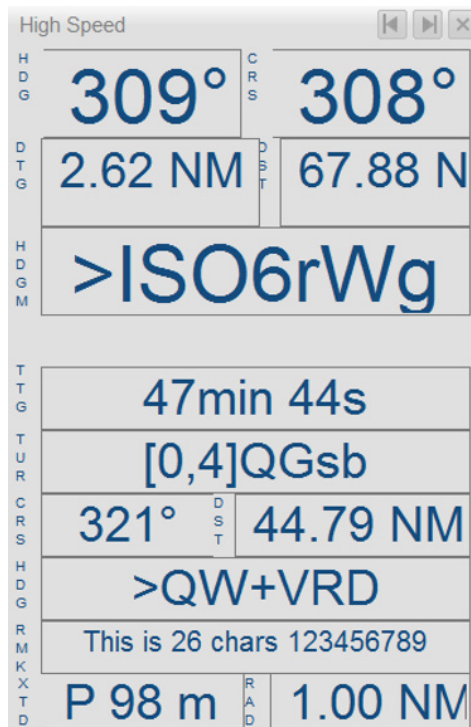 High Speed
HDG 309° CRS 308°
DTG 2.62 NM DST 67.88 N
HDGM >ISO6rWg
TTG 47min 44s
TUR [0,4]QGsb
CRS 321° DST 44.79 NM
HDG >QW+VRD
RMK This is 26 chars 123456789
XTD P 98 m RAD 1.00 NM